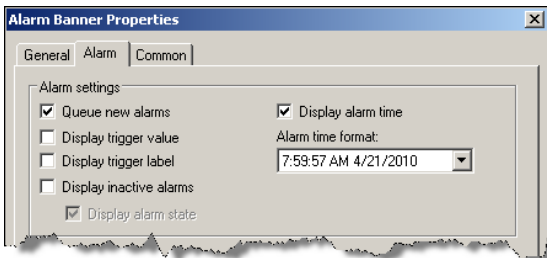 Alarm Banner Properties
General Alarm Common
Alarm settings
Queue new alarms
Display trigger value
Display trigger label
Display inactive alarms
Display alarm state
Display alarm time
Alarm time format:
7:59:57 AM 4/21/2010